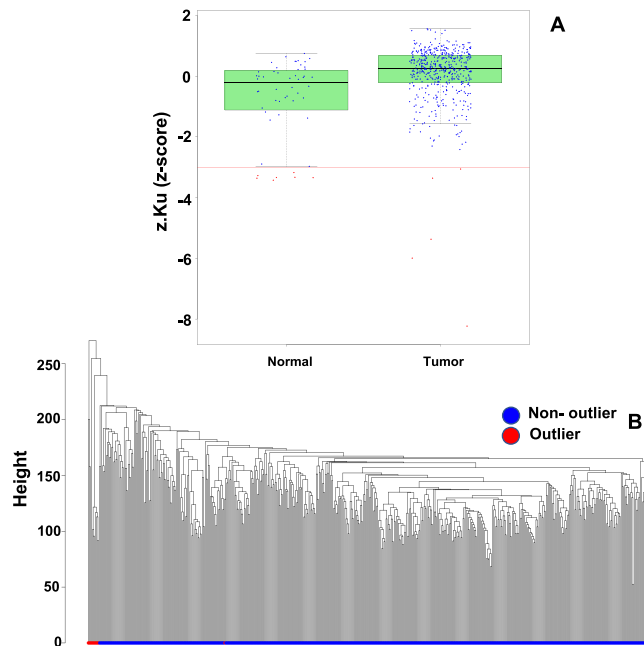 A
2
0
-2
-4
-6
-8
z.Ku (z-score)
Normal
Tumor
B
Non- outlier
Outlier
250
200
150
100
50
0
Height